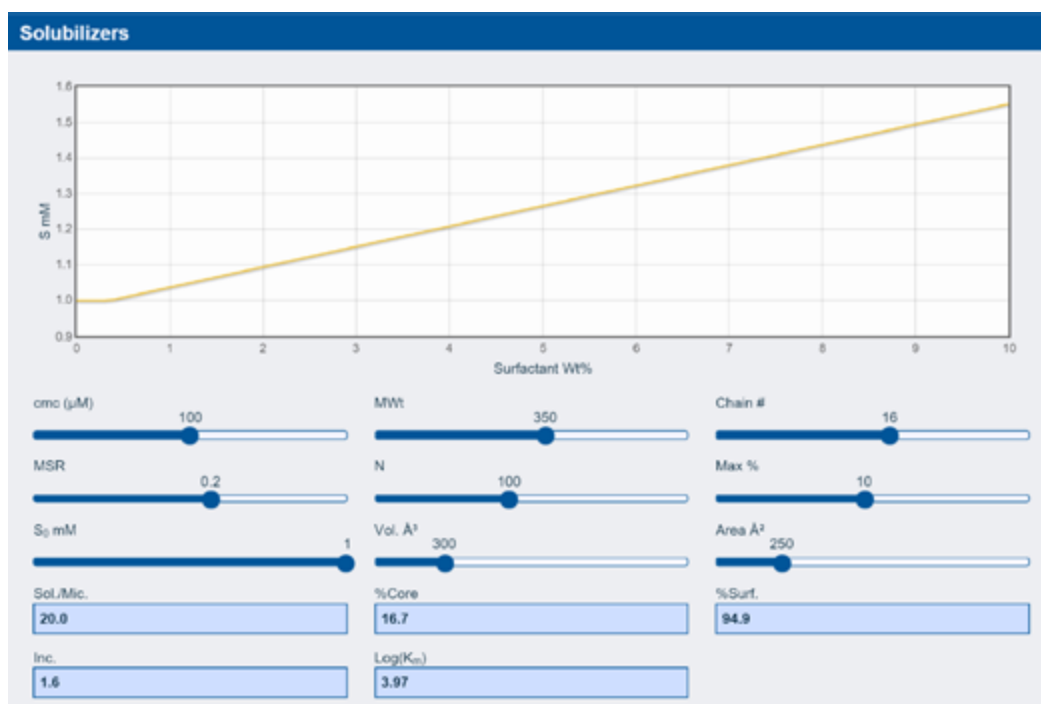 Solubilizers
1.6
1.5
1.4
1.3
1.2
1.1
1.0
0.9
S mM
0 1 2 3 4 5 6 7 8 9 10
Surfactant Wt%
cmc (µM) MWt Chain #
100 350 16
MSR N Max %
0.2 100 10
S₀ mM Vol. Å³ Area Å²
1 300 250
Sol./Mic. %Core %Surf.
20.0 16.7 94.9
Inc. Log(Kₘ)
1.6 3.97